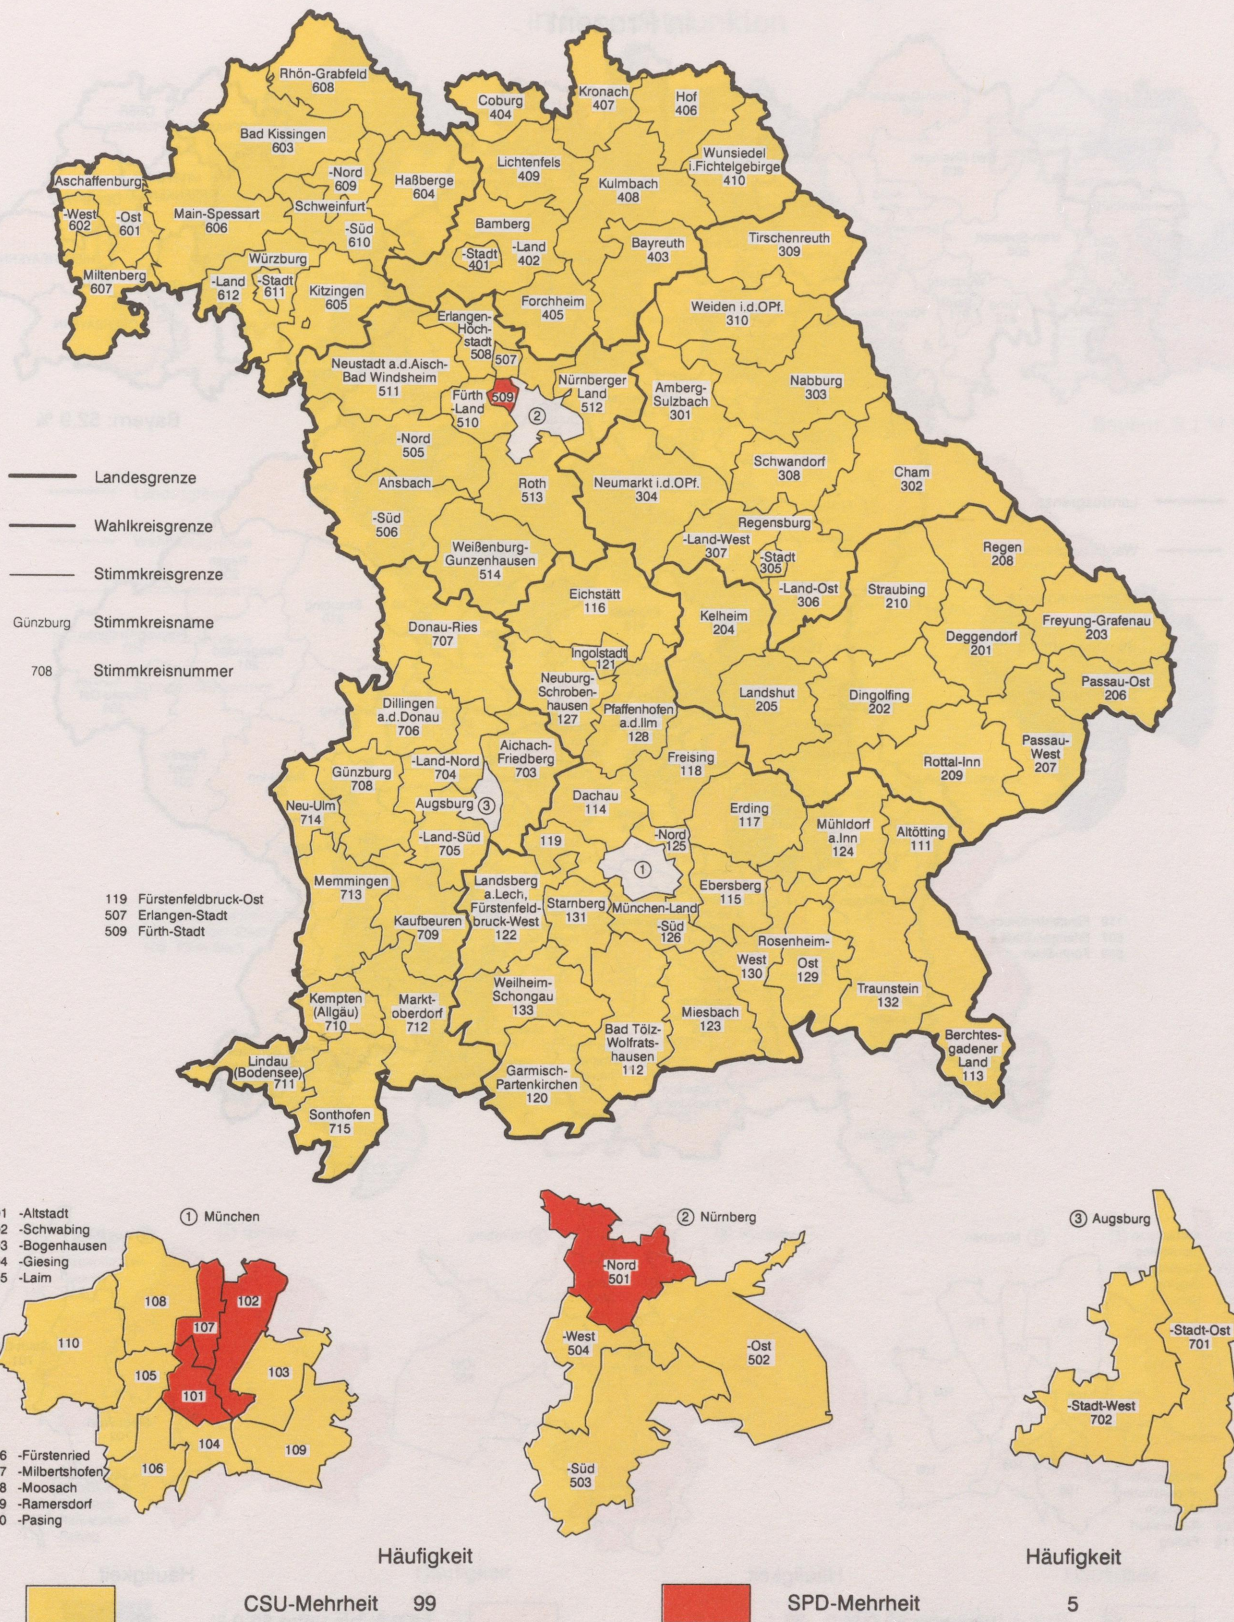 Rhön-Grabfeld
608
Coburg
404
Kronach
407
Hof
406
Bad Kissingen
603
-Nord
609
Haßberge
604
Lichtenfels
409
Kulmbach
408
Wunsiedel
i.Fichtelgebirge
410
Aschaffenburg
-West
602
-Ost
601
Main-Spessart
606
Schweinfurt-
-Süd
610
Bamberg
-Stadt
401
-Land
402
Bayreuth
403
Tirschenreuth
309
Miltenberg
607
Würzburg
-Land
612
-Stadt
611
Kitzingen
605
Forchheim
405
Weiden i.d.OPf.
310
Erlangen-
Höch-
stadt
508
507
Neustadt a.d.Aisch-
Bad Windsheim
511
Fürth
-Land
510
509
②
Nürnberger
Land
512
Amberg-
Sulzbach
301
Nabburg
303
-Nord
505
Ansbach
-Süd
506
Roth
513
Neumarkt i.d.OPf.
304
Schwandorf
308
Cham
302
Landesgrenze
Wahlkreisgrenze
Stimmkreisgrenze
Günzburg Stimmkreisname
708 Stimmkreisnummer
Weißenburg-
Gunzenhausen
514
Regensburg
-Land-West
307
-Stadt
305
-Land-Ost
306
Regen
208
Straubing
210
Eichstätt
116
Kelheim
204
Freyung-Grafenau
203
Deggendorf
201
Donau-Ries
707
Ingolstadt
121
Neuburg-
Schroben-
hausen
127
Pfaffenhofen
a.d.Ilm
128
Landshut
205
Dingolfing
202
Passau-Ost
206
Dillingen
a.d.Donau
706
Aichach-
Friedberg
703
Freising
118
Rottal-Inn
209
Passau-
West
207
-Land-Nord
704
Günzburg
708
Augsburg
③
-Land-Süd
705
Neu-Ulm
714
Dachau
114
Erding
117
Mühldorf
a.Inn
124
Altötting
111
119
-Nord
125
①
119 Fürstenfeldbruck-Ost
507 Erlangen-Stadt
509 Fürth-Stadt
Memmingen
713
Kaufbeuren
709
Landsberg
a.Lech,
Fürstenfeld-
bruck-West
122
Starnberg
131
München-Land
-Süd
126
Ebersberg
115
Rosenheim-
West
130
Ost
129
Traunstein
132
Kempten
(Allgäu)
710
Markt-
oberdorf
712
Weilheim-
Schongau
133
Bad Tölz-
Wolfrats-
hausen
112
Miesbach
123
Berchtes-
gadener
Land
113
Lindau
(Bodensee)
711
Garmisch-
Partenkirchen
120
Sonthofen
715
1 -Altstadt
2 -Schwabing
3 -Bogenhausen
4 -Giesing
5 -Laim
① München
108
107
102
110
105
101
103
104
106
109
6 -Fürstenried
7 -Milbertshofen
8 -Moosach
9 -Ramersdorf
0 -Pasing
② Nürnberg
-Nord
501
-West
504
-Ost
502
-Süd
503
③ Augsburg
-Stadt-Ost
701
-Stadt-West
702
Häufigkeit
CSU-Mehrheit 99
Häufigkeit
SPD-Mehrheit 5